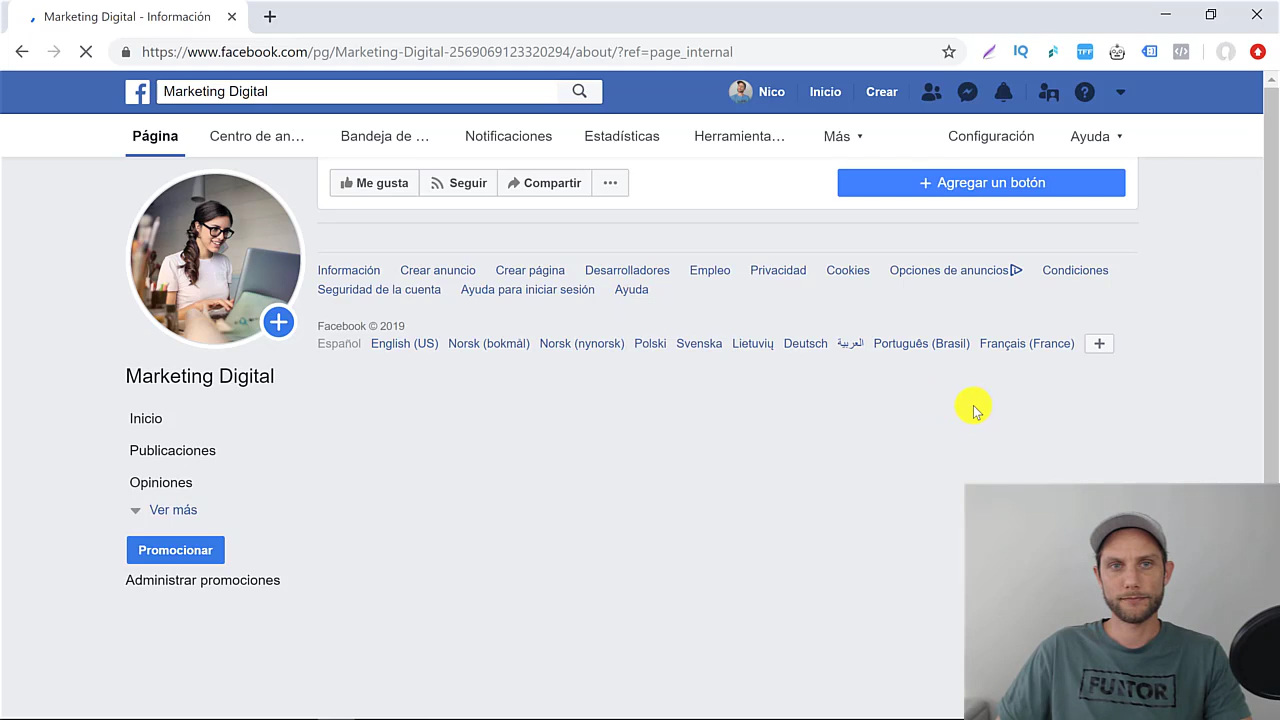 Marketing Digital - Información
https://www.facebook.com/pg/Marketing-Digital-2569069123320294/about/?ref=page_internal
IQ
TFF
Marketing Digital
Nico
Inicio
Crear
Página
Centro de an…
Bandeja de …
Notificaciones
Estadísticas
Herramienta…
Más
Configuración
Ayuda
Me gusta
Seguir
Compartir
Agregar un botón
Información Crear anuncio Crear página Desarrolladores Empleo Privacidad Cookies Opciones de anuncios Condiciones
Seguridad de la cuenta Ayuda para iniciar sesión Ayuda
Facebook © 2019
Español English (US) Norsk (bokmål) Norsk (nynorsk) Polski Svenska Lietuvių Deutsch العربية Português (Brasil) Français (France)
Marketing Digital
Inicio
Publicaciones
Opiniones
Ver más
Promocionar
Administrar promociones